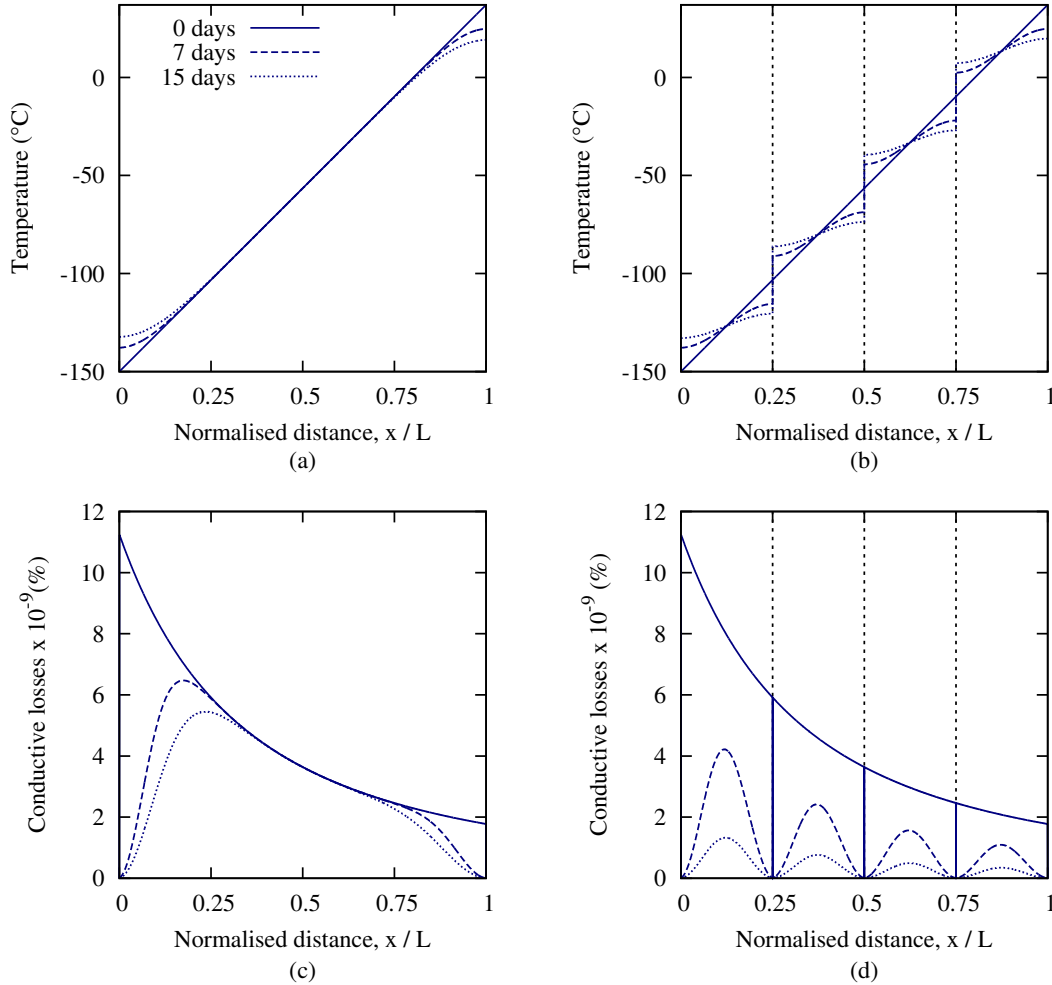 0 days
7 days
15 days
0
-50
-100
-150
Temperature (°C)
0 0.25 0.5 0.75 1
Normalised distance, x / L
(a)
0
-50
-100
-150
Temperature (°C)
0 0.25 0.5 0.75 1
Normalised distance, x / L
(b)
12
10
8
6
4
2
0
Conductive losses x 10⁻⁹(%)
0 0.25 0.5 0.75 1
Normalised distance, x / L
(c)
12
10
8
6
4
2
0
Conductive losses x 10⁻⁹ (%)
0 0.25 0.5 0.75 1
Normalised distance, x / L
(d)